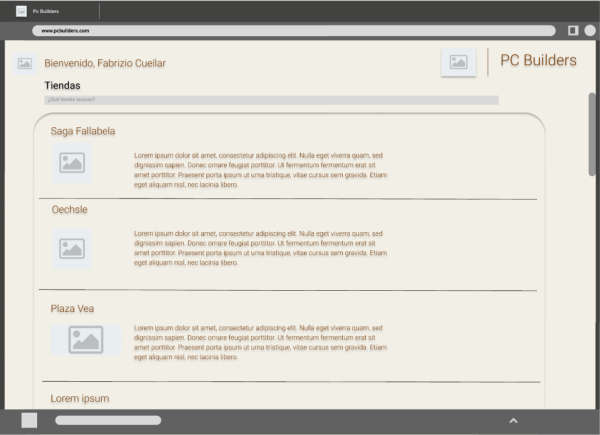 Pc Builders
www.pcbuilders.com
Bienvenido, Fabrizio Cuellar
PC Builders
Tiendas
¿Qué tienda buscas?
Saga Fallabela
Lorem ipsum dolor sit amet, consectetur adipiscing elit. Nulla eget viverra quam, sed
dignissim sapien. Donec ornare feugiat porttitor. Ut fermentum fermentum erat sit
amet porttitor. Praesent porta ipsum ut urna tristique, vitae cursus sem gravida. Etiam
eget aliquam nisl, nec lacinia libero.
Oechsle
Lorem ipsum dolor sit amet, consectetur adipiscing elit. Nulla eget viverra quam, sed
dignissim sapien. Donec ornare feugiat porttitor. Ut fermentum fermentum erat sit
amet porttitor. Praesent porta ipsum ut urna tristique, vitae cursus sem gravida. Etiam
eget aliquam nisl, nec lacinia libero.
Plaza Vea
Lorem ipsum dolor sit amet, consectetur adipiscing elit. Nulla eget viverra quam, sed
dignissim sapien. Donec ornare feugiat porttitor. Ut fermentum fermentum erat sit
amet porttitor. Praesent porta ipsum ut urna tristique, vitae cursus sem gravida. Etiam
eget aliquam nisl, nec lacinia libero.
Lorem ipsum